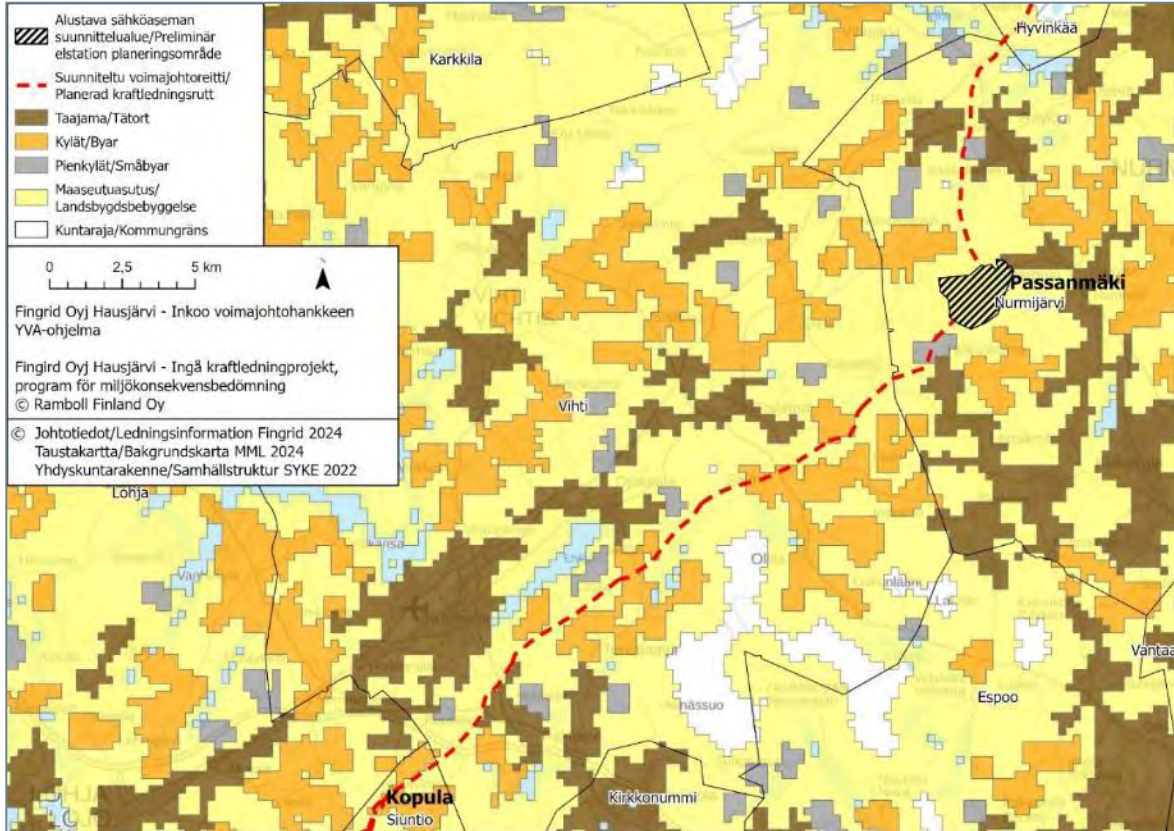 Alustava sähköaseman
suunnittelualue/Preliminär
elstation planeringsområde
Suunniteltu voimajohtoreitti/
Planerad kraftledningsrutt
Taajama/Tätort
Kylät/Byar
Pienkylät/Småbyar
Maaseutuasutus/
Landsbygdsbebyggelse
Kuntaraja/Kommungräns
0 2,5 5 km
Fingrid Oyj Hausjärvi - Inkoo voimajohtohankkeen
YVA-ohjelma
Fingird Oyj Hausjärvi - Ingå kraftledningprojekt,
program för miljökonsekvensbedömning
© Ramboll Finland Oy
© Johtotiedot/Ledningsinformation Fingrid 2024
Taustakartta/Bakgrundskarta MML 2024
Yhdyskuntarakenne/Samhällstruktur SYKE 2022
Hyvinkää
Karkkila
Passanmäki
Nurmijärvi
Vihti
Lohja
Vantaa
Espoo
Kopula
Siuntio
Kirkkonummi